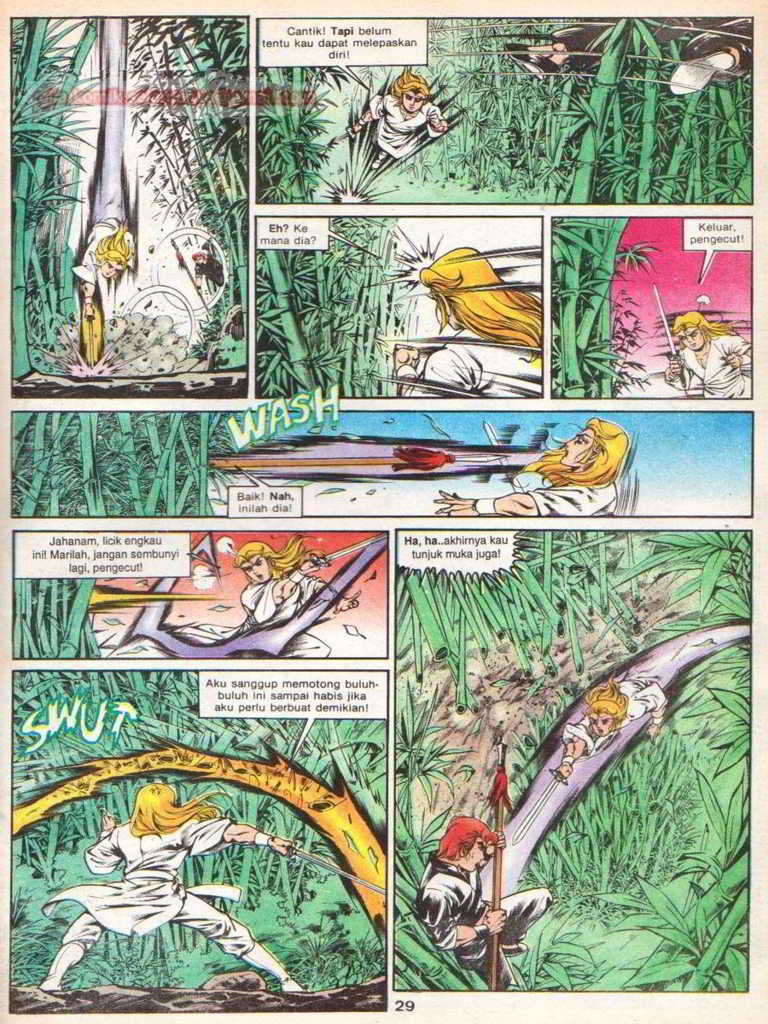 Cantik! Tapi belum
tentu kau dapat melepaskan
diri!
Eh? Ke
mana dia?
Keluar,
pengecut!
WASH
Baik! Nah,
inilah dia!
Jahanam, licik engkau
ini! Marilah, jangan sembunyi
lagi, pengecut!
Ha, ha..akhirnya kau
tunjuk muka juga!
SWUT
Aku sanggup memotong buluh-
buluh ini sampai habis jika
aku perlu berbuat demikian!
29